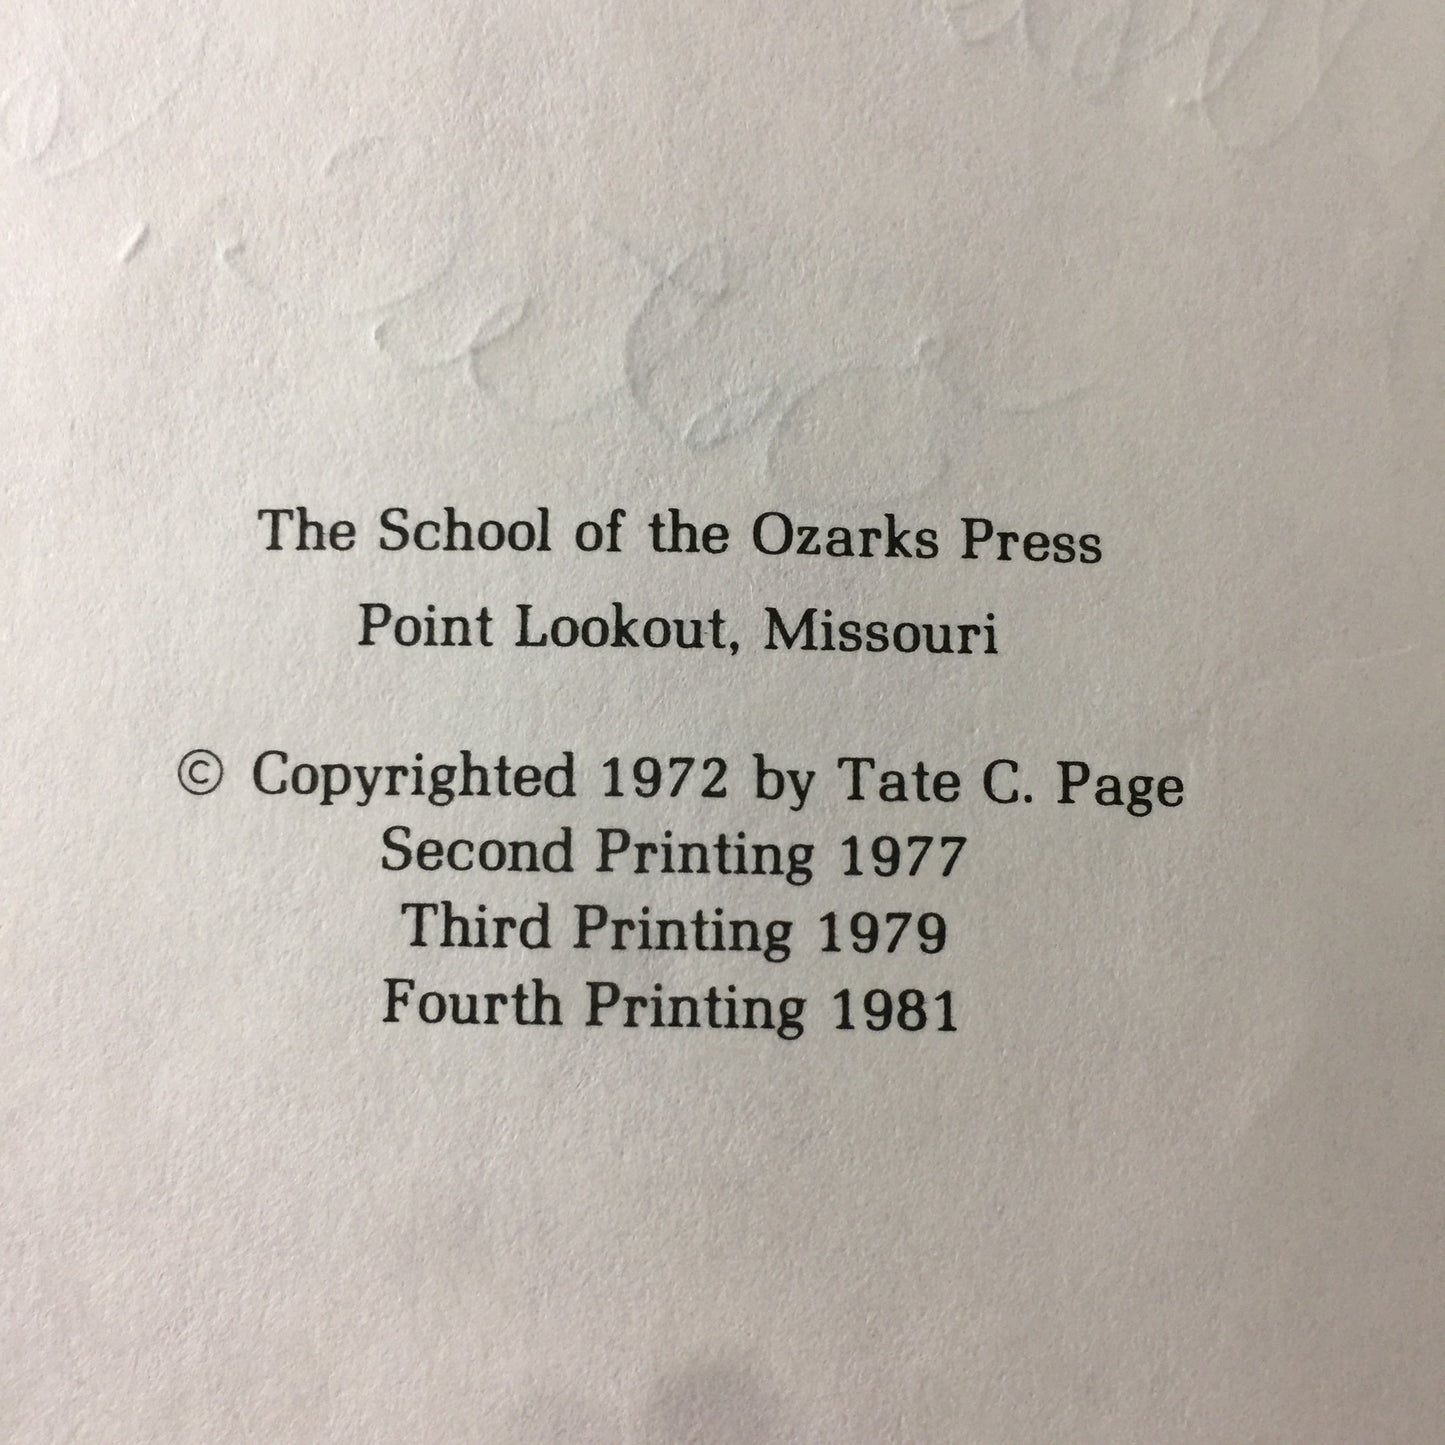 The School of the Ozarks Press
Point Lookout, Missouri
© Copyrighted 1972 by Tate C. Page
Second Printing 1977
Third Printing 1979
Fourth Printing 1981